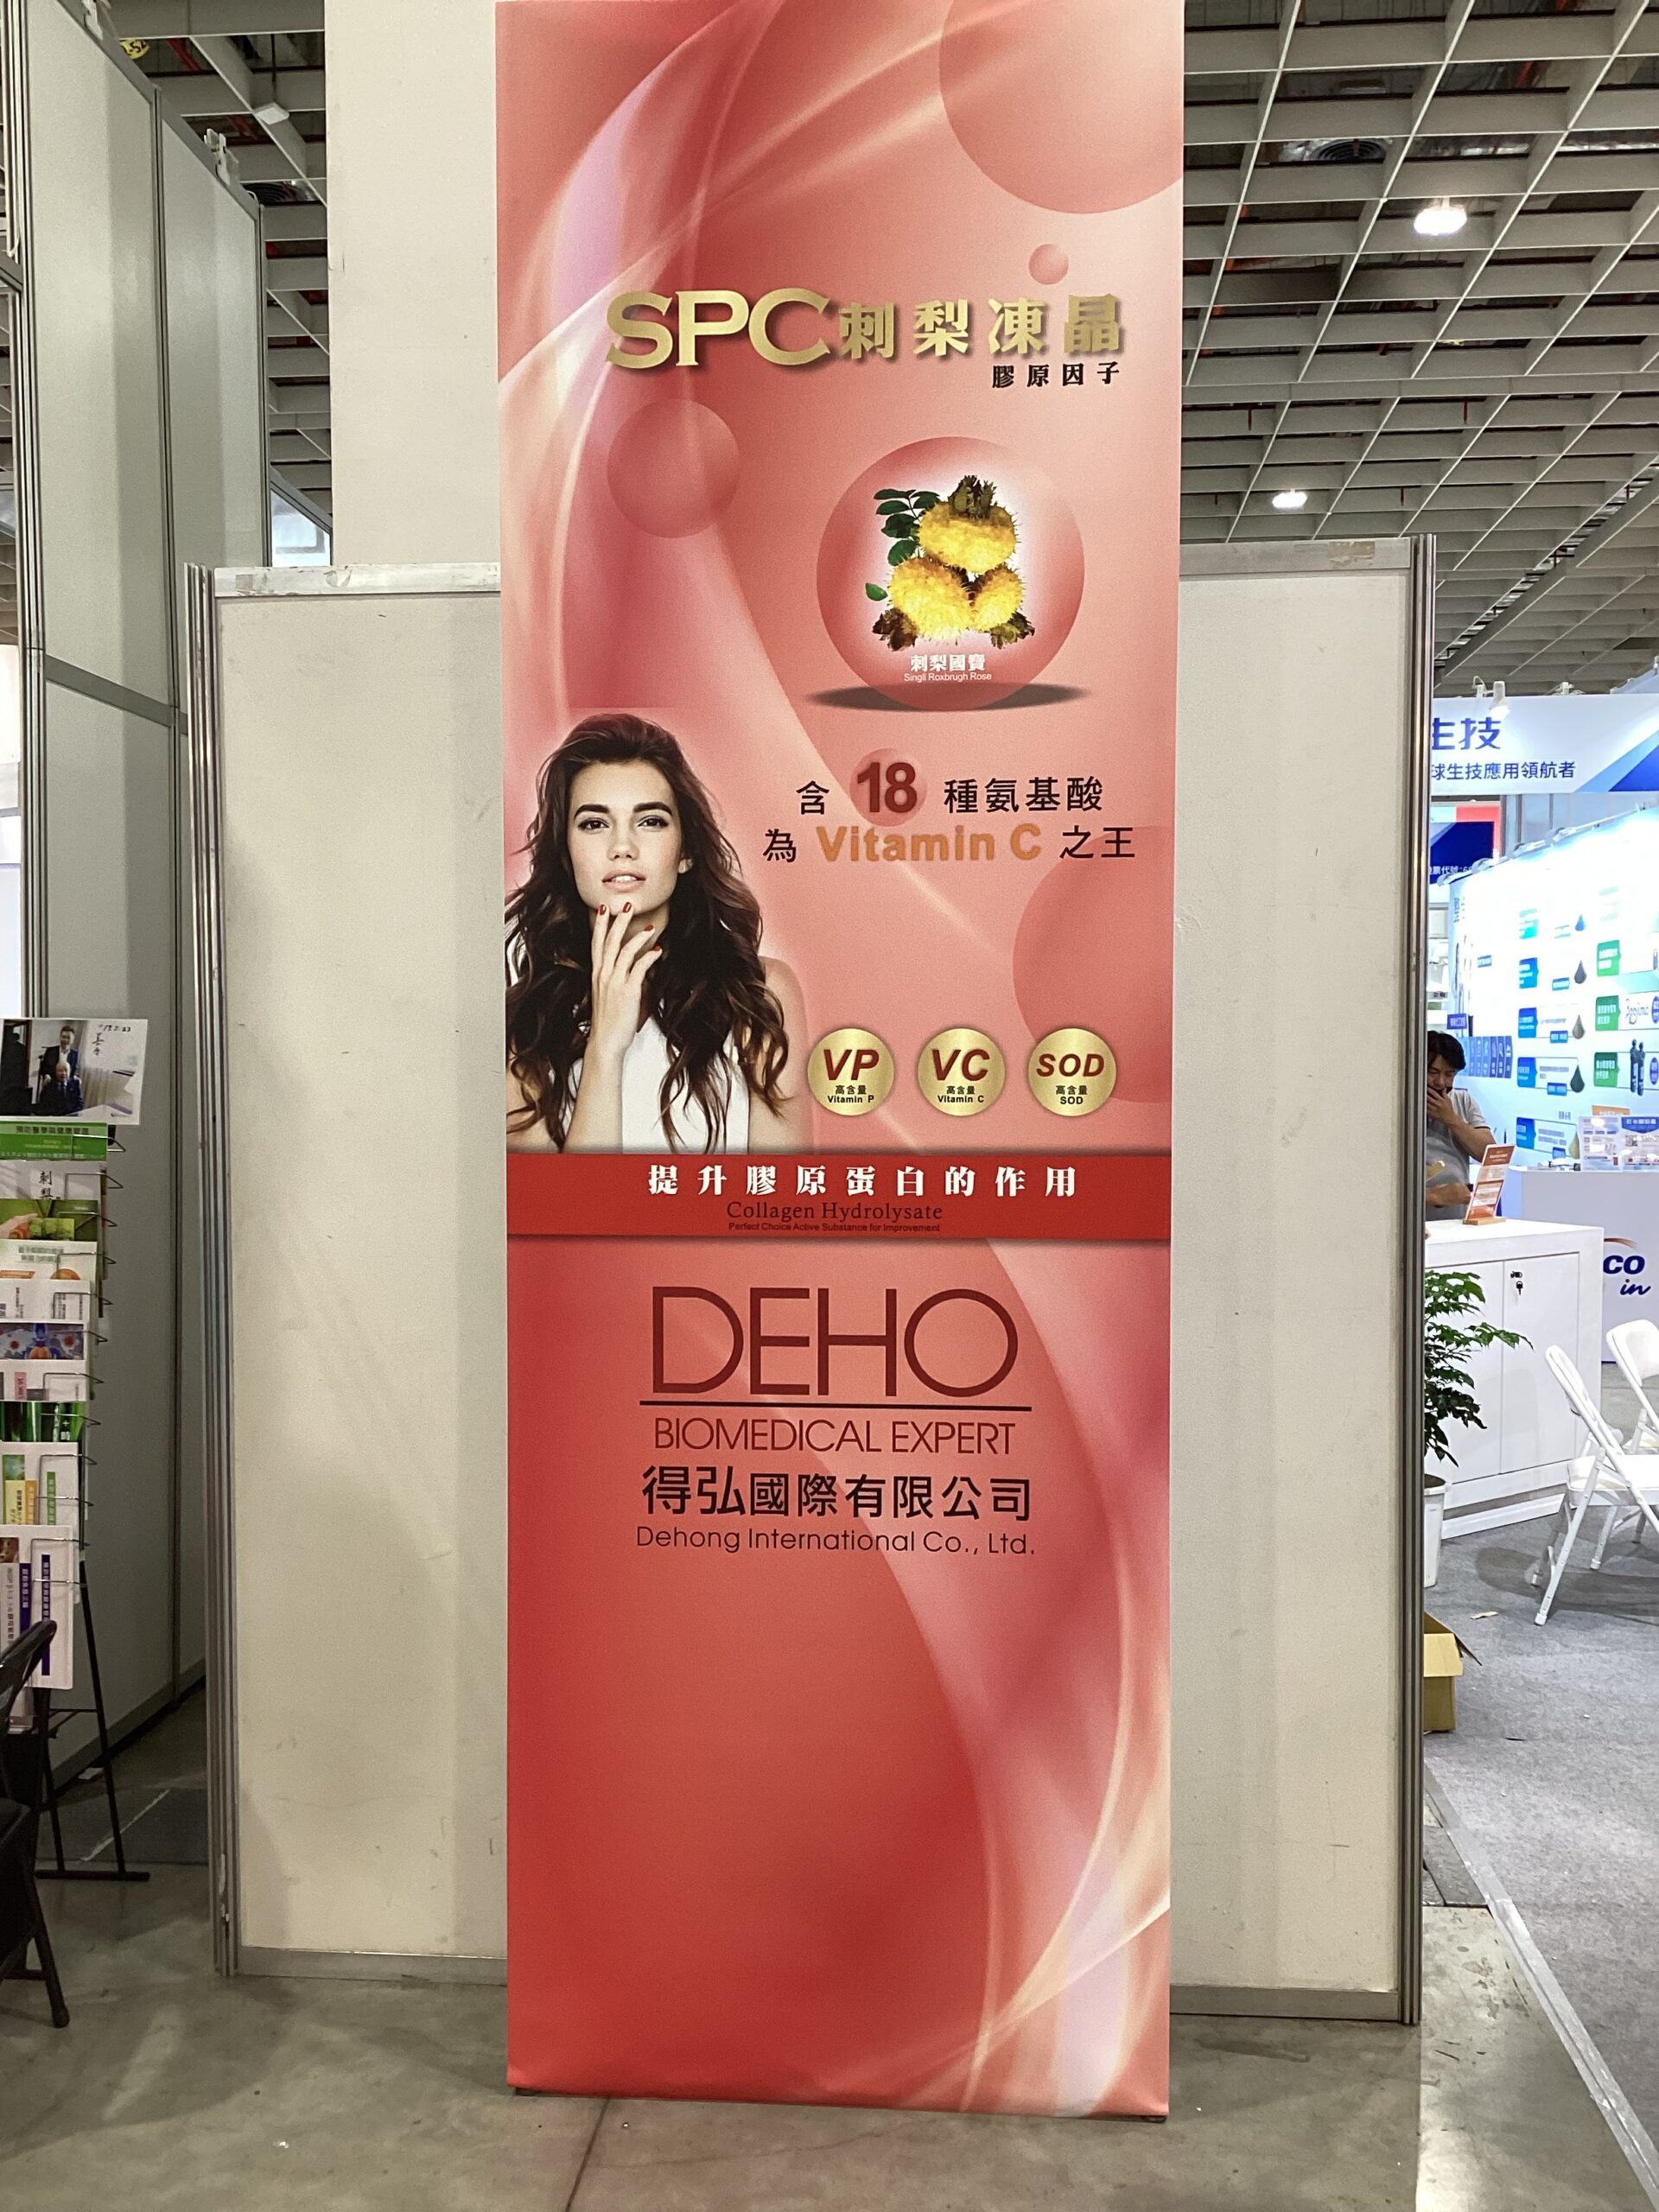 SPC刺梨凍晶
膠原因子
刺梨國寶
Singli Roxbrugh Rose
含 18 種氨基酸
為 Vitamin C 之王
VP
高含量
Vitamin P
VC
高含量
Vitamin C
SOD
高含量
SOD
提升膠原蛋白的作用
Collagen Hydrolysate
Perfect Choice Active Substance for Improvement
DEHO
BIOMEDICAL EXPERT
得弘國際有限公司
Dehong International Co., Ltd.
生技
球生技應用領航者
co
in